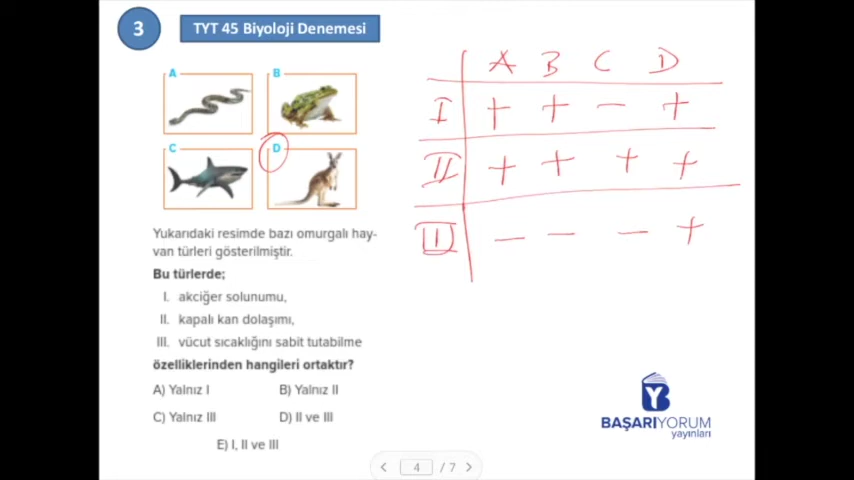 3
TYT 45 Biyoloji Denemesi
A
B
C
D
Yukarıdaki resimde bazı omurgalı hay-
van türleri gösterilmiştir.
Bu türlerde;
I. akciğer solunumu,
II. kapalı kan dolaşımı,
III. vücut sıcaklığını sabit tutabilme
özelliklerinden hangileri ortaktır?
A) Yalnız I
B) Yalnız II
C) Yalnız III
D) II ve III
E) I, II ve III
A B C D
I + + - +
II + + + +
III - - - +
BAŞARIYORUM
yayınları
4 / 7